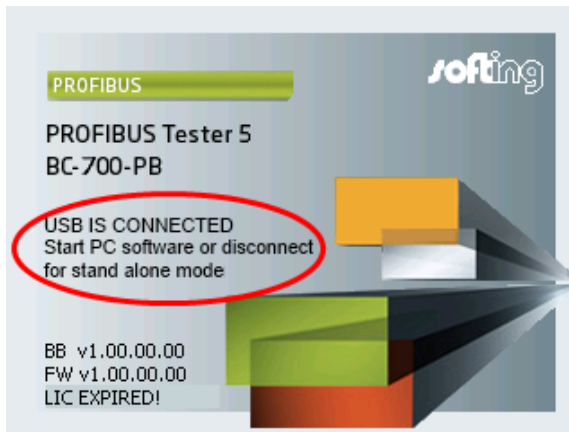 softing
PROFIBUS
PROFIBUS Tester 5
BC-700-PB
USB IS CONNECTED
Start PC software or disconnect
for stand alone mode
BB v1.00.00.00
FW v1.00.00.00
LIC EXPIRED!